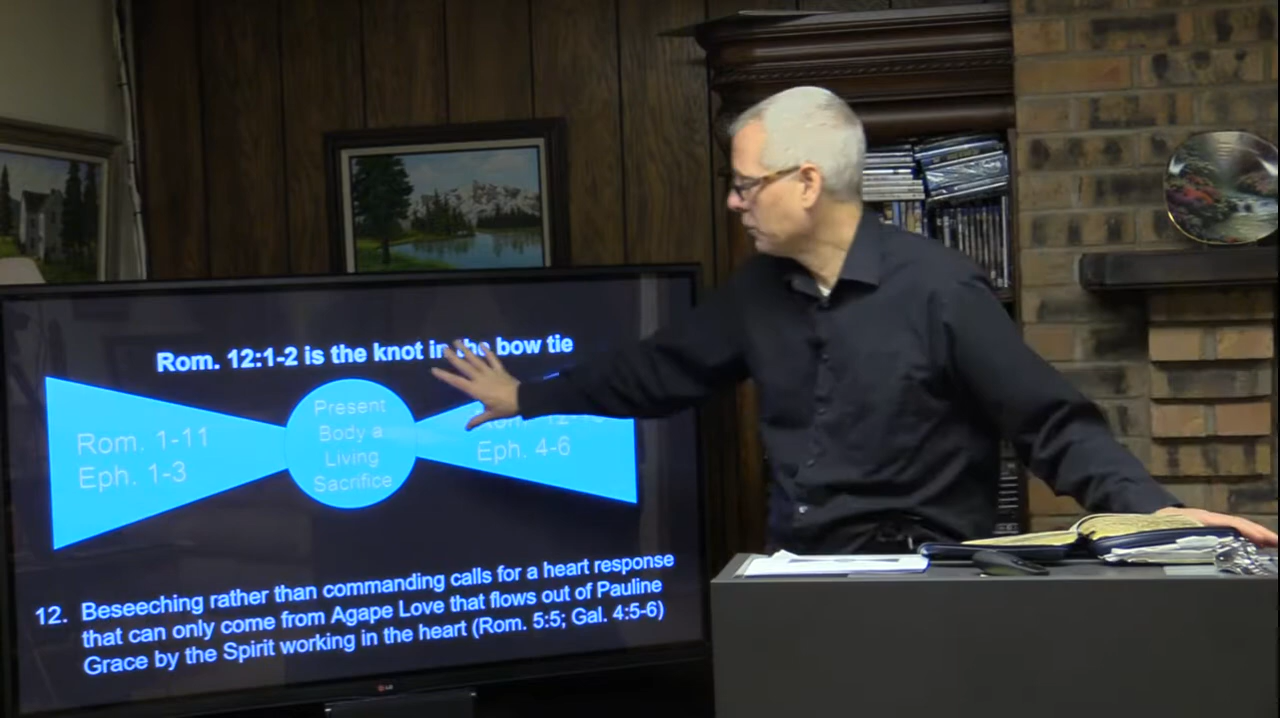 Rom. 12:1-2 is the knot in the bow tie
Rom. 1-11
Eph. 1-3
Present
Body a
Living
Sacrifice
Eph. 4-6
12. Beseeching rather than commanding calls for a heart response
that can only come from Agape Love that flows out of Pauline
Grace by the Spirit working in the heart (Rom. 5:5; Gal. 4:5-6)
LG